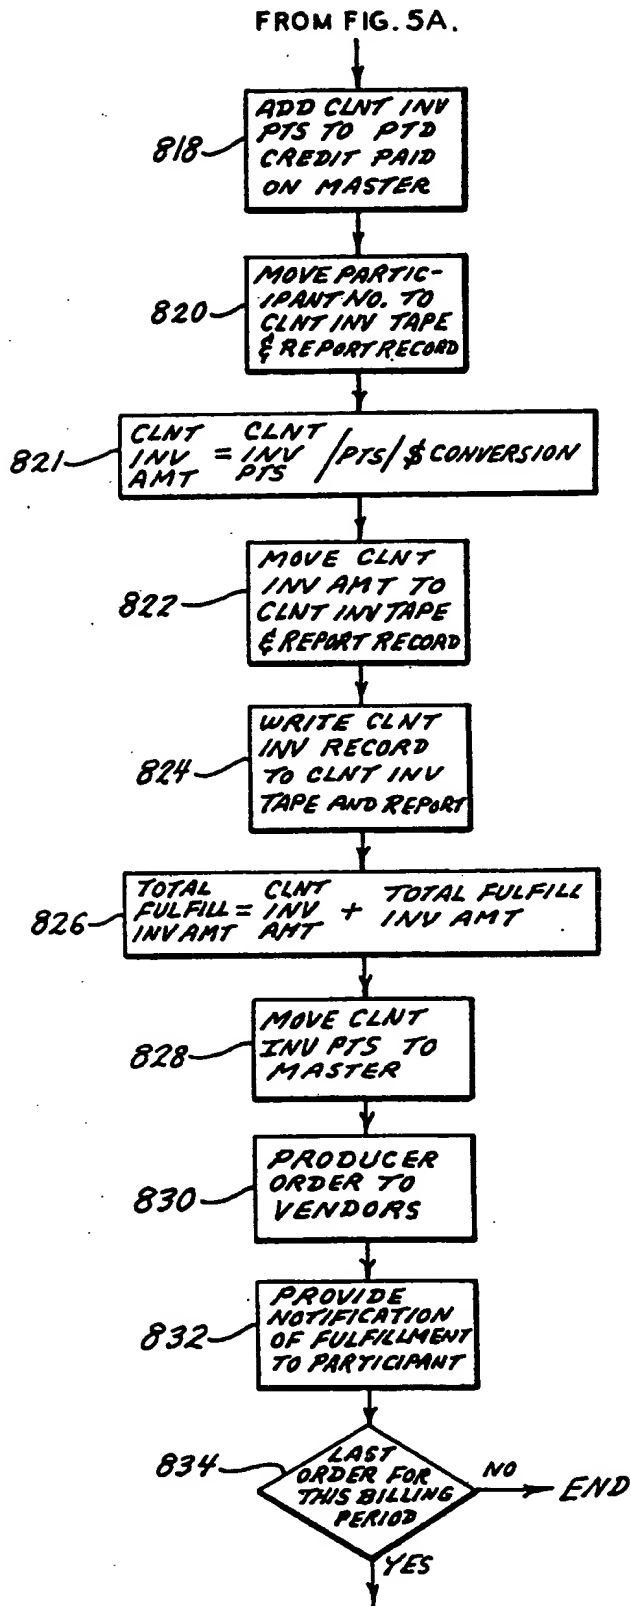 FROM FIG. 5A.
818
ADD CLNT INV
PTS TO PTD
CREDIT PAID
ON MASTER
820
MOVE PARTIC-
IPANT NO. TO
CLNT INV TAPE
& REPORT RECORD
821
CLNT INV AMT = CLNT INV PTS / PTS / $ CONVERSION
822
MOVE CLNT
INV AMT TO
CLNT INV TAPE
& REPORT RECORD
824
WRITE CLNT
INV RECORD
TO CLNT INV
TAPE AND REPORT
826
TOTAL FULFILL INV AMT = CLNT INV AMT + TOTAL FULFILL INV AMT
828
MOVE CLNT
INV PTS TO
MASTER
830
PRODUCER
ORDER TO
VENDORS
832
PROVIDE
NOTIFICATION
OF FULFILLMENT
TO PARTICIPANT
834
LAST
ORDER FOR
THIS BILLING
PERIOD
NO
END
YES